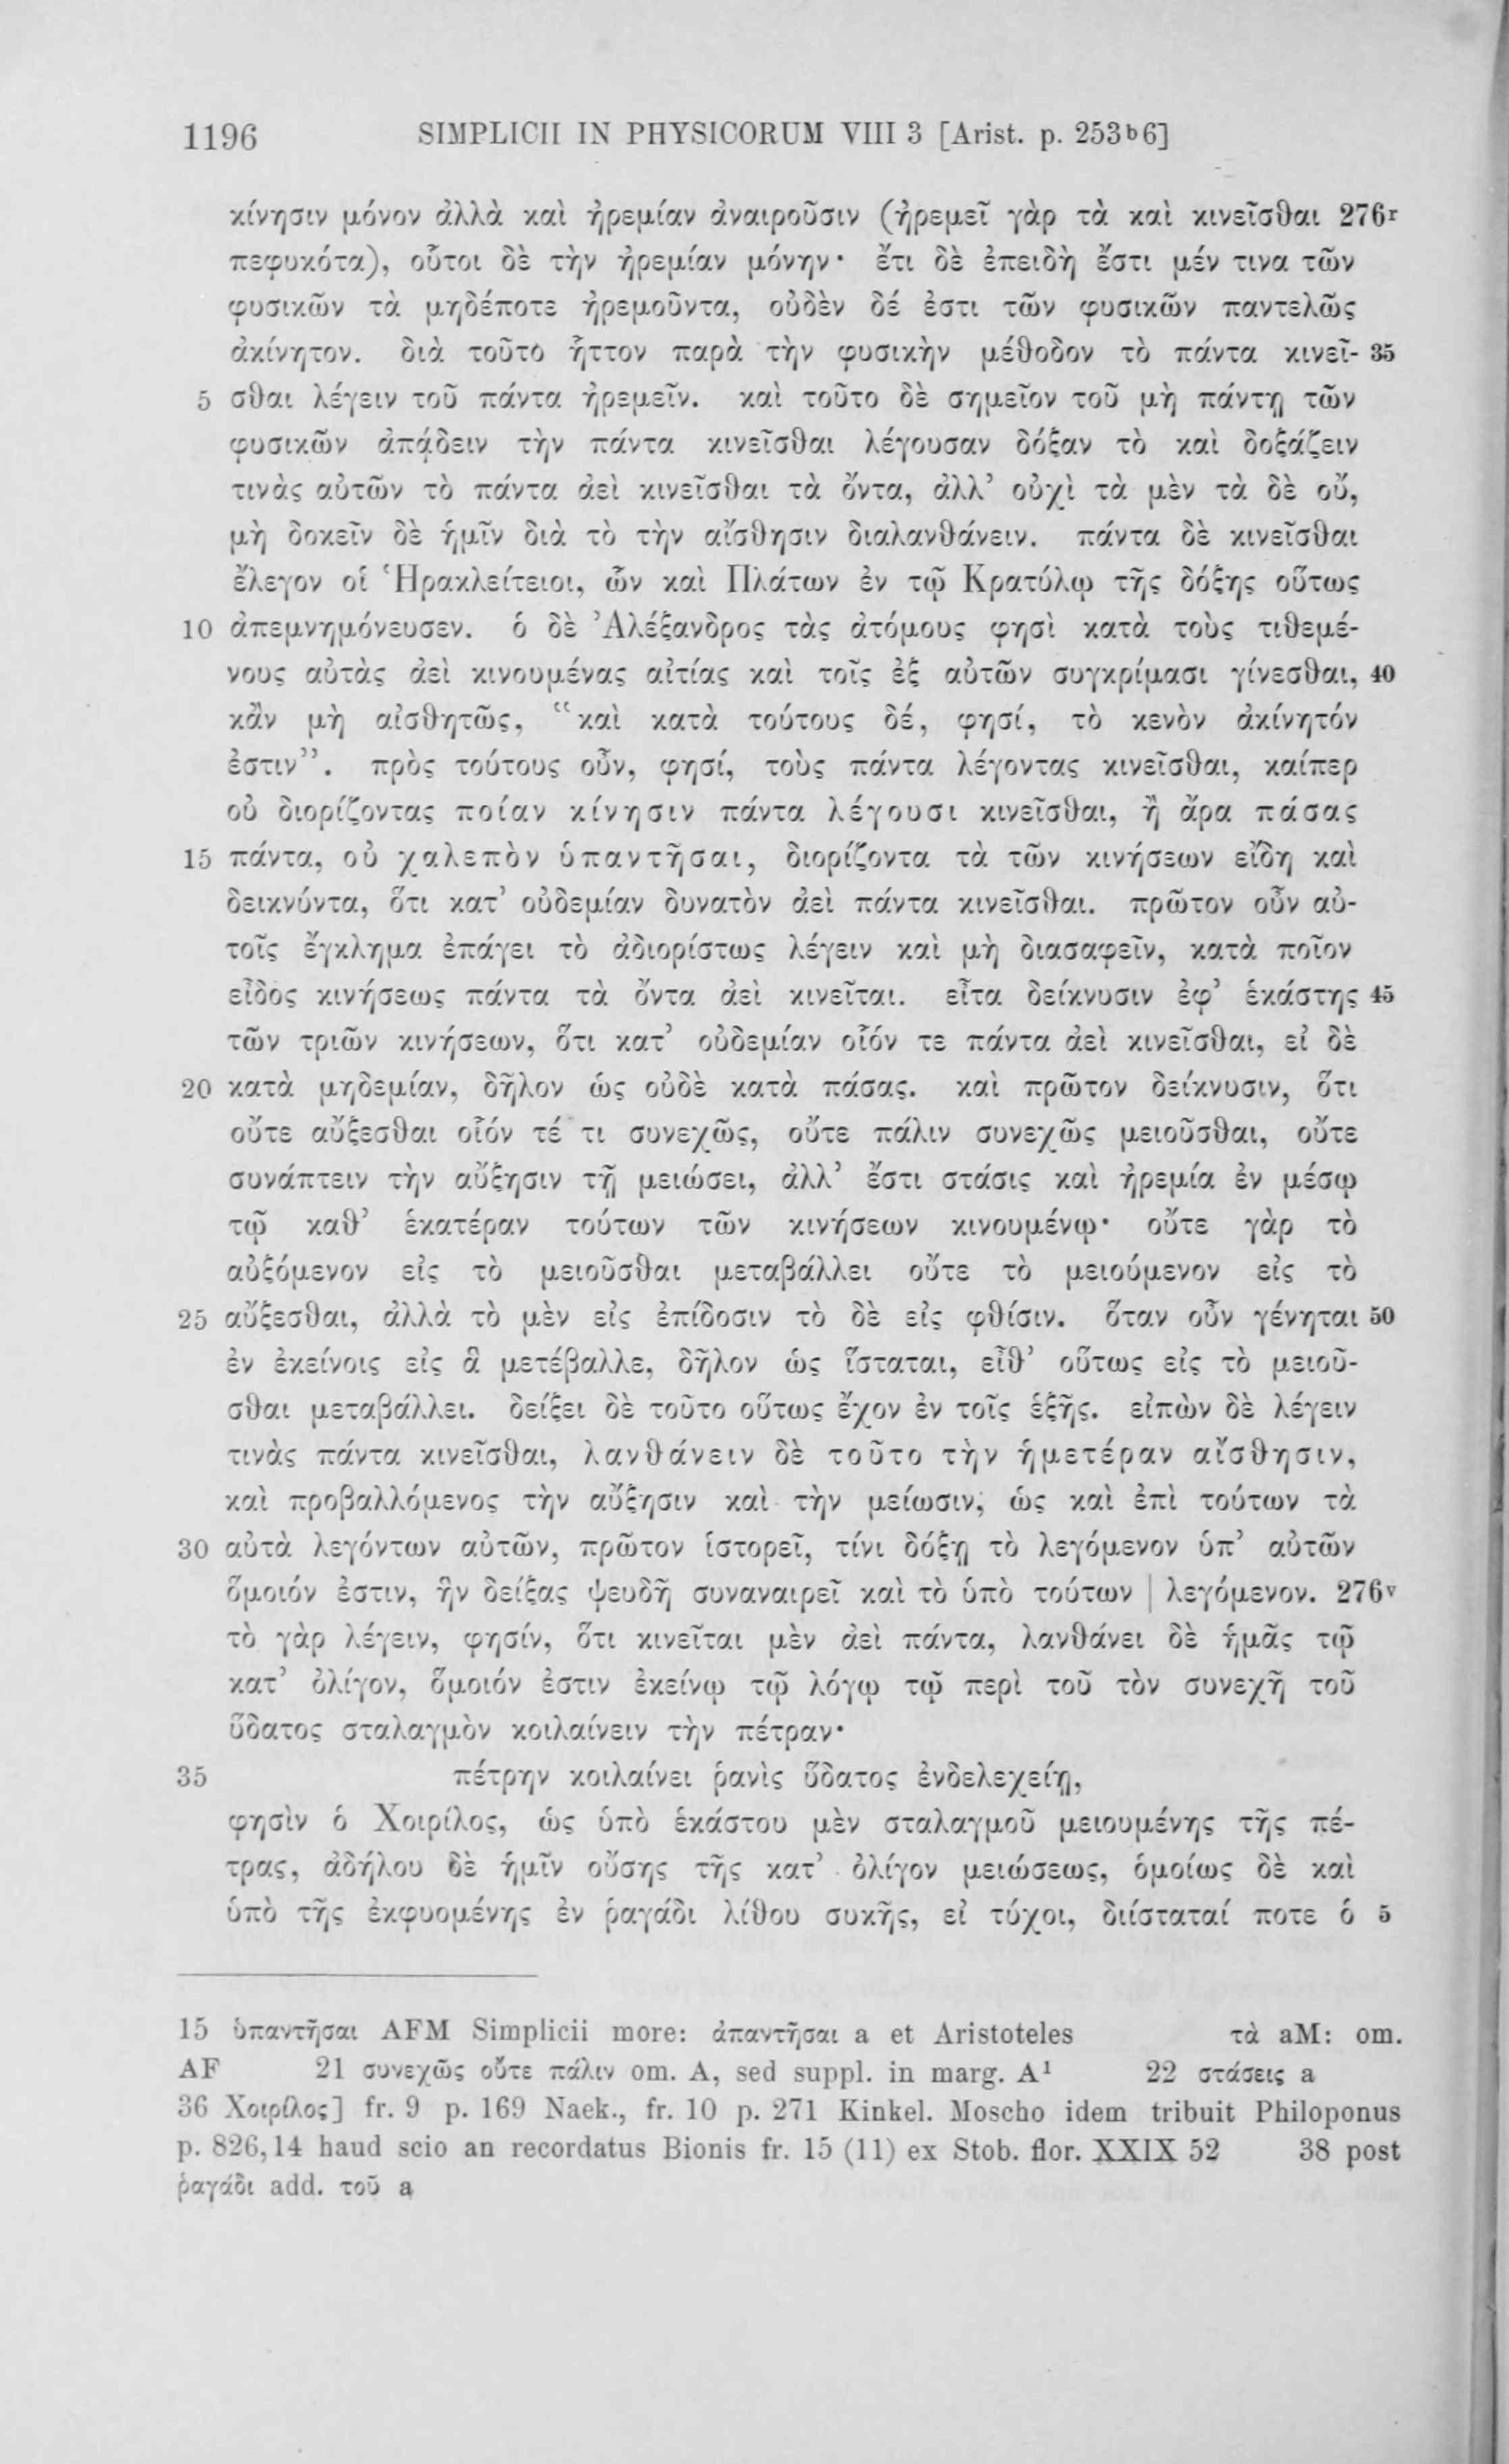 1196 SIMPLICII IN PHYSICORUM VIII 3 [Arist. p. 253ᵇ6]
κίνησιν μόνον ἀλλὰ καὶ ἠρεμίαν ἀναιροῦσιν (ἠρεμεῖ γὰρ τὰ καὶ κινεῖσθαι 276ʳ
πεφυκότα), οὗτοι δὲ τὴν ἠρεμίαν μόνην· ἔτι δὲ ἐπειδὴ ἔστι μέν τινα τῶν
φυσικῶν τὰ μηδέποτε ἠρεμοῦντα, οὐδὲν δέ ἐστι τῶν φυσικῶν παντελῶς
ἀκίνητον. διὰ τοῦτο ἧττον παρὰ τὴν φυσικὴν μέθοδον τὸ πάντα κινεῖ- 35
5 σθαι λέγειν τοῦ πάντα ἠρεμεῖν. καὶ τοῦτο δὲ σημεῖον τοῦ μὴ πάντῃ τῶν
φυσικῶν ἀπᾴδειν τὴν πάντα κινεῖσθαι λέγουσαν δόξαν τὸ καὶ δοξάζειν
τινὰς αὐτῶν τὸ πάντα ἀεὶ κινεῖσθαι τὰ ὄντα, ἀλλ’ οὐχὶ τὰ μὲν τὰ δὲ οὔ,
μὴ δοκεῖν δὲ ἡμῖν διὰ τὸ τὴν αἴσθησιν διαλανθάνειν. πάντα δὲ κινεῖσθαι
ἔλεγον οἱ Ἡρακλείτειοι, ὧν καὶ Πλάτων ἐν τῷ Κρατύλῳ τῆς δόξης οὕτως
10 ἀπεμνημόνευσεν. ὁ δὲ Ἀλέξανδρος τὰς ἀτόμους φησὶ κατὰ τοὺς τιθεμέ-
νους αὐτὰς ἀεὶ κινουμένας αἰτίας καὶ τοῖς ἐξ αὐτῶν συγκρίμασι γίνεσθαι, 40
κἂν μὴ αἰσθητῶς, “καὶ κατὰ τούτους δέ, φησί, τὸ κενὸν ἀκίνητόν
ἐστιν”. πρὸς τούτους οὖν, φησί, τοὺς πάντα λέγοντας κινεῖσθαι, καίπερ
οὐ διορίζοντας ποίαν κίνησιν πάντα λέγουσι κινεῖσθαι, ἢ ἄρα πάσας
15 πάντα, οὐ χαλεπὸν ὑπαντῆσαι, διορίζοντα τὰ τῶν κινήσεων εἴδη καὶ
δεικνύντα, ὅτι κατ’ οὐδεμίαν δυνατὸν ἀεὶ πάντα κινεῖσθαι. πρῶτον οὖν αὐ-
τοῖς ἔγκλημα ἐπάγει τὸ ἀδιορίστως λέγειν καὶ μὴ διασαφεῖν, κατὰ ποῖον
εἶδος κινήσεως πάντα τὰ ὄντα ἀεὶ κινεῖται. εἶτα δείκνυσιν ἐφ’ ἑκάστης 45
τῶν τριῶν κινήσεων, ὅτι κατ’ οὐδεμίαν οἷόν τε πάντα ἀεὶ κινεῖσθαι, εἰ δὲ
20 κατὰ μηδεμίαν, δῆλον ὡς οὐδὲ κατὰ πάσας. καὶ πρῶτον δείκνυσιν, ὅτι
οὔτε αὔξεσθαι οἷόν τέ τι συνεχῶς, οὔτε πάλιν συνεχῶς μειοῦσθαι, οὔτε
συνάπτειν τὴν αὔξησιν τῇ μειώσει, ἀλλ’ ἔστι στάσις καὶ ἠρεμία ἐν μέσῳ
τῷ καθ’ ἑκατέραν τούτων τῶν κινήσεων κινουμένῳ· οὔτε γὰρ τὸ
αὐξόμενον εἰς τὸ μειοῦσθαι μεταβάλλει οὔτε τὸ μειούμενον εἰς τὸ
25 αὔξεσθαι, ἀλλὰ τὸ μὲν εἰς ἐπίδοσιν τὸ δὲ εἰς φθίσιν. ὅταν οὖν γένηται 50
ἐν ἐκείνοις εἰς ἃ μετέβαλλε, δῆλον ὡς ἵσταται, εἶθ’ οὕτως εἰς τὸ μειοῦ-
σθαι μεταβάλλει. δείξει δὲ τοῦτο οὕτως ἔχον ἐν τοῖς ἑξῆς. εἰπὼν δὲ λέγειν
τινὰς πάντα κινεῖσθαι, λανθάνειν δὲ τοῦτο τὴν ἡμετέραν αἴσθησιν,
καὶ προβαλλόμενος τὴν αὔξησιν καὶ τὴν μείωσιν, ὡς καὶ ἐπὶ τούτων τὰ
30 αὐτὰ λεγόντων αὐτῶν, πρῶτον ἱστορεῖ, τίνι δόξῃ τὸ λεγόμενον ὑπ’ αὐτῶν
ὅμοιόν ἐστιν, ἣν δείξας ψευδῆ συναναιρεῖ καὶ τὸ ὑπὸ τούτων | λεγόμενον. 276ᵛ
τὸ γὰρ λέγειν, φησίν, ὅτι κινεῖται μὲν ἀεὶ πάντα, λανθάνει δὲ ἡμᾶς τῷ
κατ’ ὀλίγον, ὅμοιόν ἐστιν ἐκείνῳ τῷ λόγῳ τῷ περὶ τοῦ τὸν συνεχῆ τοῦ
ὕδατος σταλαγμὸν κοιλαίνειν τὴν πέτραν·
35 πέτρην κοιλαίνει ῥανὶς ὕδατος ἐνδελεχείῃ,
φησὶν ὁ Χοιρίλος, ὡς ὑπὸ ἑκάστου μὲν σταλαγμοῦ μειουμένης τῆς πέ-
τρας, ἀδήλου δὲ ἡμῖν οὔσης τῆς κατ’ ὀλίγον μειώσεως, ὁμοίως δὲ καὶ
ὑπὸ τῆς ἐκφυομένης ἐν ῥαγάδι λίθου συκῆς, εἰ τύχοι, διίσταταί ποτε ὁ 5
15 ὑπαντῆσαι AFM Simplicii more: ἀπαντῆσαι a et Aristoteles τὰ aM: om.
AF 21 συνεχῶς οὔτε πάλιν om. A, sed suppl. in marg. A¹ 22 στάσεις a
36 Χοιρίλος] fr. 9 p. 169 Naek., fr. 10 p. 271 Kinkel. Moscho idem tribuit Philoponus
p. 826,14 haud scio an recordatus Bionis fr. 15 (11) ex Stob. flor. XXIX 52 38 post
ῥαγάδι add. τοῦ a